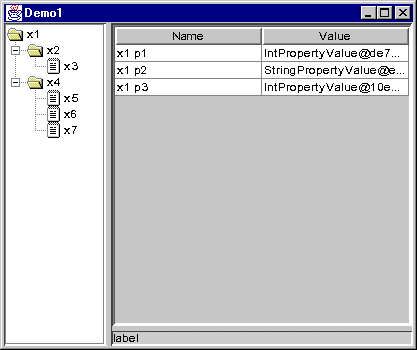 Demo1
x1
x2
x3
x4
x5
x6
x7
Name Value
x1 p1 IntPropertyValue@de7...
x1 p2 StringPropertyValue@e...
x1 p3 IntPropertyValue@10e...
label